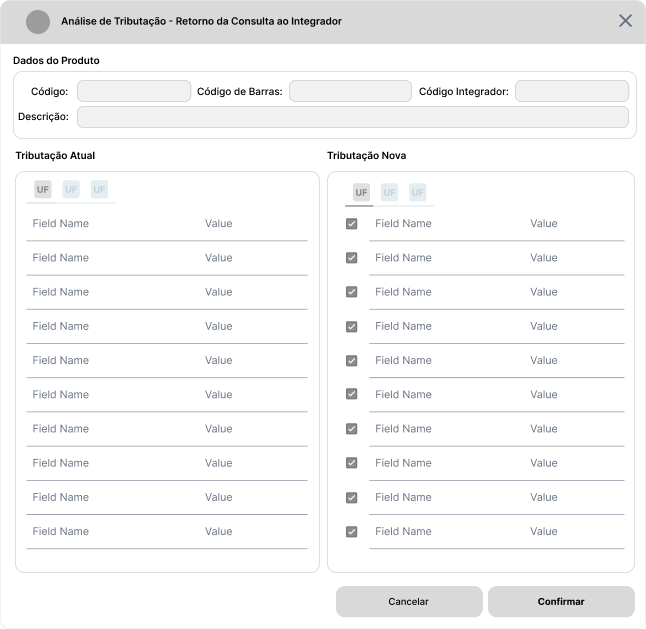 Análise de Tributação - Retorno da Consulta ao Integrador
Dados do Produto
Código: Código de Barras: Código Integrador:
Descrição:
Tributação Atual
UF UF UF
Field Name Value
Field Name Value
Field Name Value
Field Name Value
Field Name Value
Field Name Value
Field Name Value
Field Name Value
Field Name Value
Field Name Value
Tributação Nova
UF UF UF
Field Name Value
Field Name Value
Field Name Value
Field Name Value
Field Name Value
Field Name Value
Field Name Value
Field Name Value
Field Name Value
Field Name Value
Cancelar Confirmar